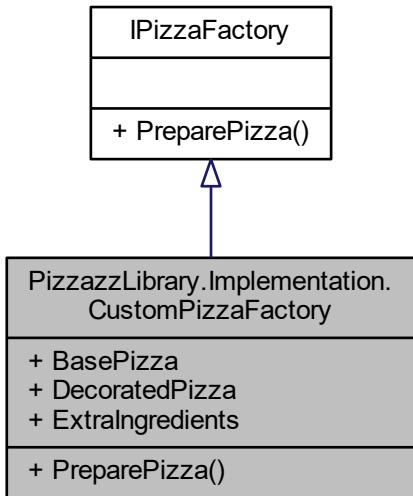 IPizzaFactory
+ PreparePizza()
PizzazzLibrary.Implementation.
CustomPizzaFactory
+ BasePizza
+ DecoratedPizza
+ ExtraIngredients
+ PreparePizza()